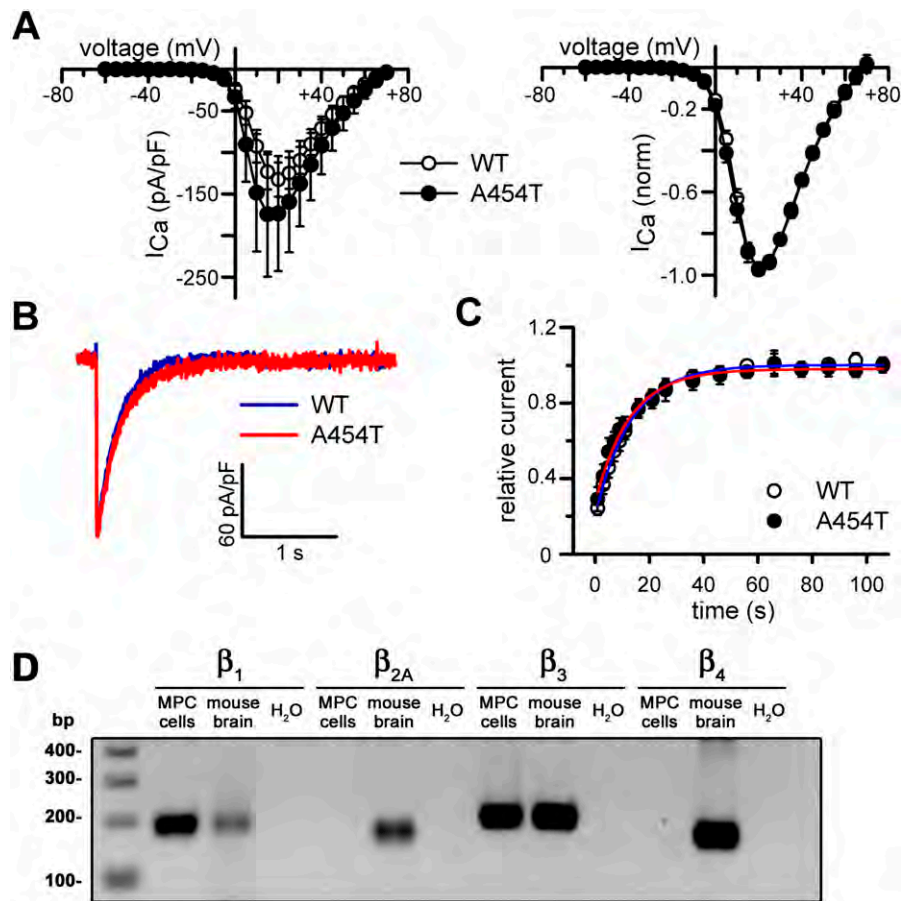 A
voltage (mV)
-80
-40
+40
+80
-50
-150
-250
I_Ca (pA/pF)
WT
A454T
voltage (mV)
-80
-40
+40
+80
-0.2
-0.6
-1.0
I_Ca (norm)
B
WT
A454T
60 pA/pF
1 s
C
1.2
0.8
0.4
0
relative current
WT
A454T
0 20 40 60 80 100
time (s)
D
β₁ β₂A β₃ β₄
MPC cells mouse brain H₂O MPC cells mouse brain H₂O MPC cells mouse brain H₂O MPC cells mouse brain H₂O
bp
400-
300-
200-
100-